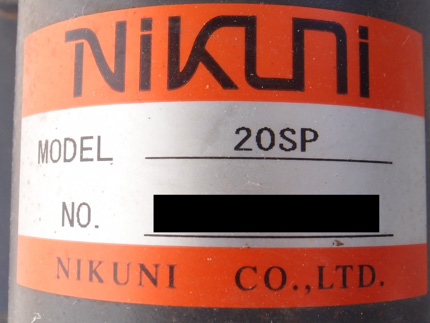 NiKUNi
MODEL 20SP
NO.
NIKUNI CO.,LTD.